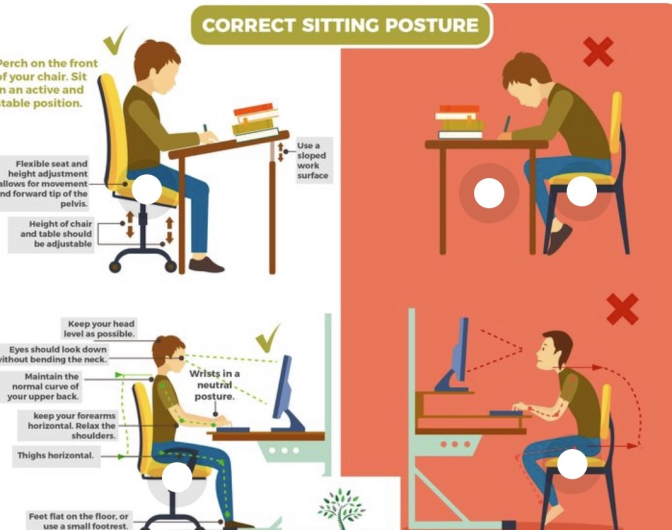 CORRECT SITTING POSTURE
Perch on the front
of your chair. Sit
in an active and
stable position.
Use a
sloped
work
surface
Flexible seat and
height adjustment
allows for movement
and forward tip of the
pelvis.
Height of chair
and table should
be adjustable
Keep your head
level as possible.
Eyes should look down
without bending the neck.
Maintain the
normal curve of
your upper back.
Wrists in a
neutral
posture.
keep your forearms
horizontal. Relax the
shoulders.
Thighs horizontal.
Feet flat on the floor, or
use a small footrest.